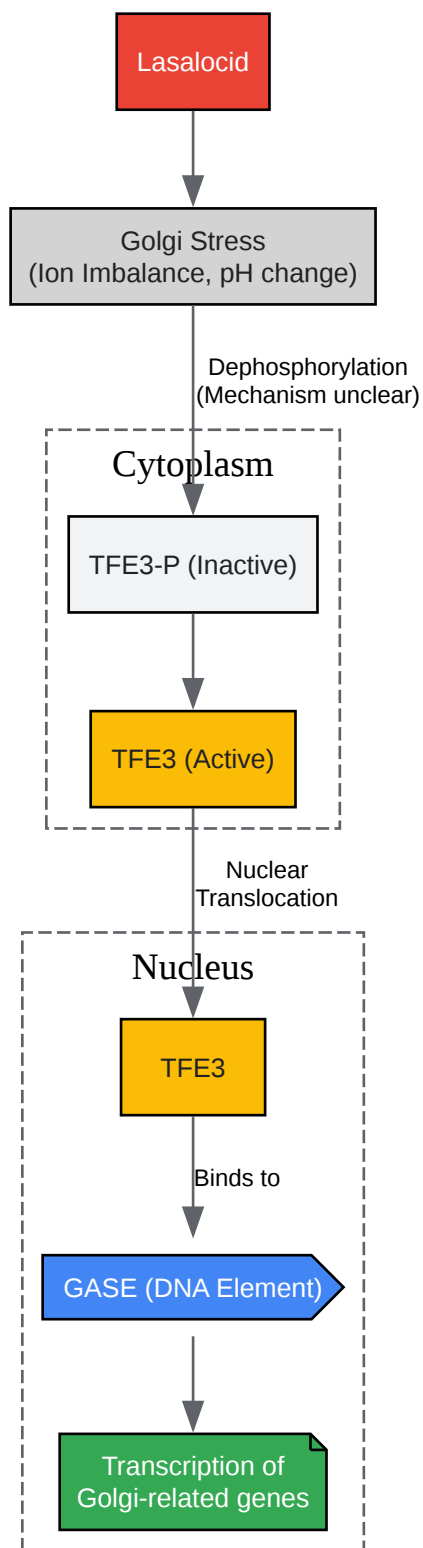 Lasalocid
Golgi Stress
(Ion Imbalance, pH change)
Dephosphorylation
(Mechanism unclear)
Cytoplasm
TFE3-P (Inactive)
TFE3 (Active)
Nuclear
Translocation
Nucleus
TFE3
Binds to
GASE (DNA Element)
Transcription of
Golgi-related genes